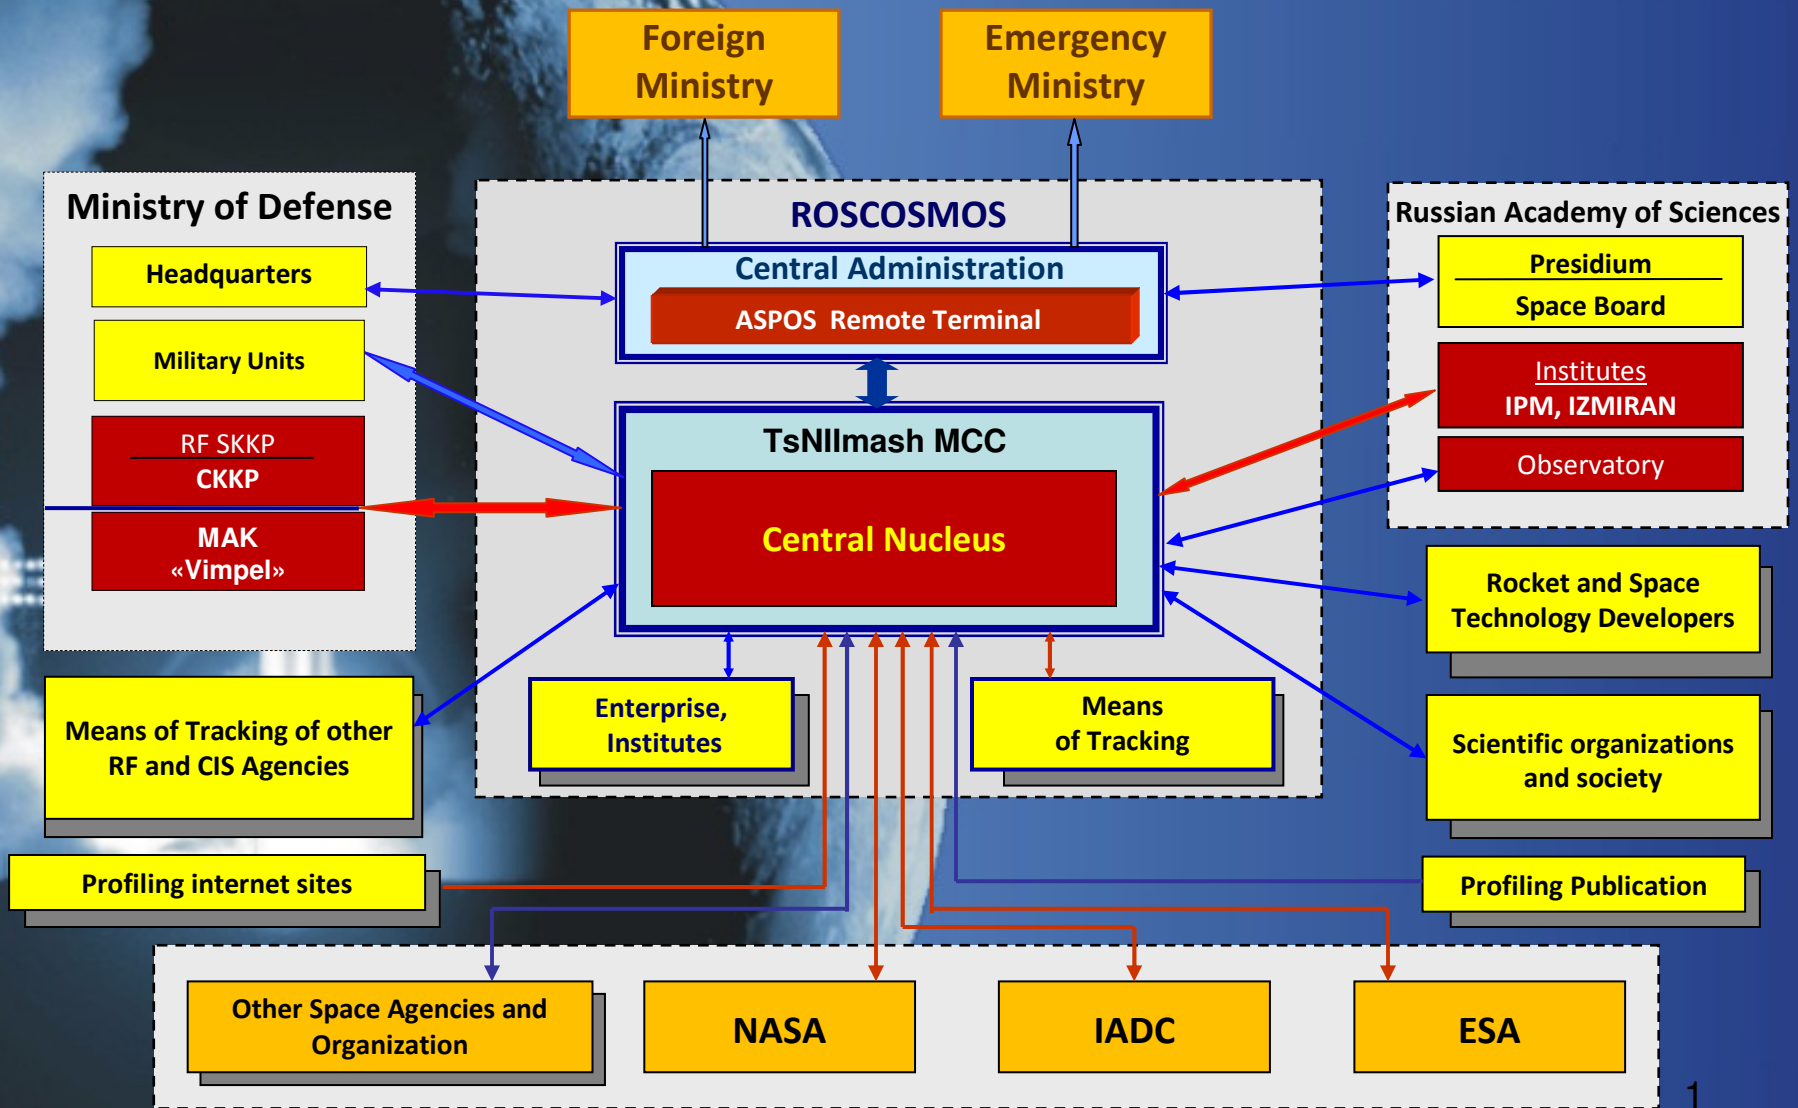 Foreign
Ministry
Emergency
Ministry
Ministry of Defense
Headquarters
Military Units
RF SKKP
CKKP
MAK
«Vimpel»
ROSCOSMOS
Central Administration
ASPOS Remote Terminal
TsNIImash MCC
Central Nucleus
Enterprise,
Institutes
Means
of Tracking
Russian Academy of Sciences
Presidium
Space Board
Institutes
IPM, IZMIRAN
Observatory
Rocket and Space
Technology Developers
Scientific organizations
and society
Profiling Publication
Means of Tracking of other
RF and CIS Agencies
Profiling internet sites
Other Space Agencies and
Organization
NASA
IADC
ESA
1